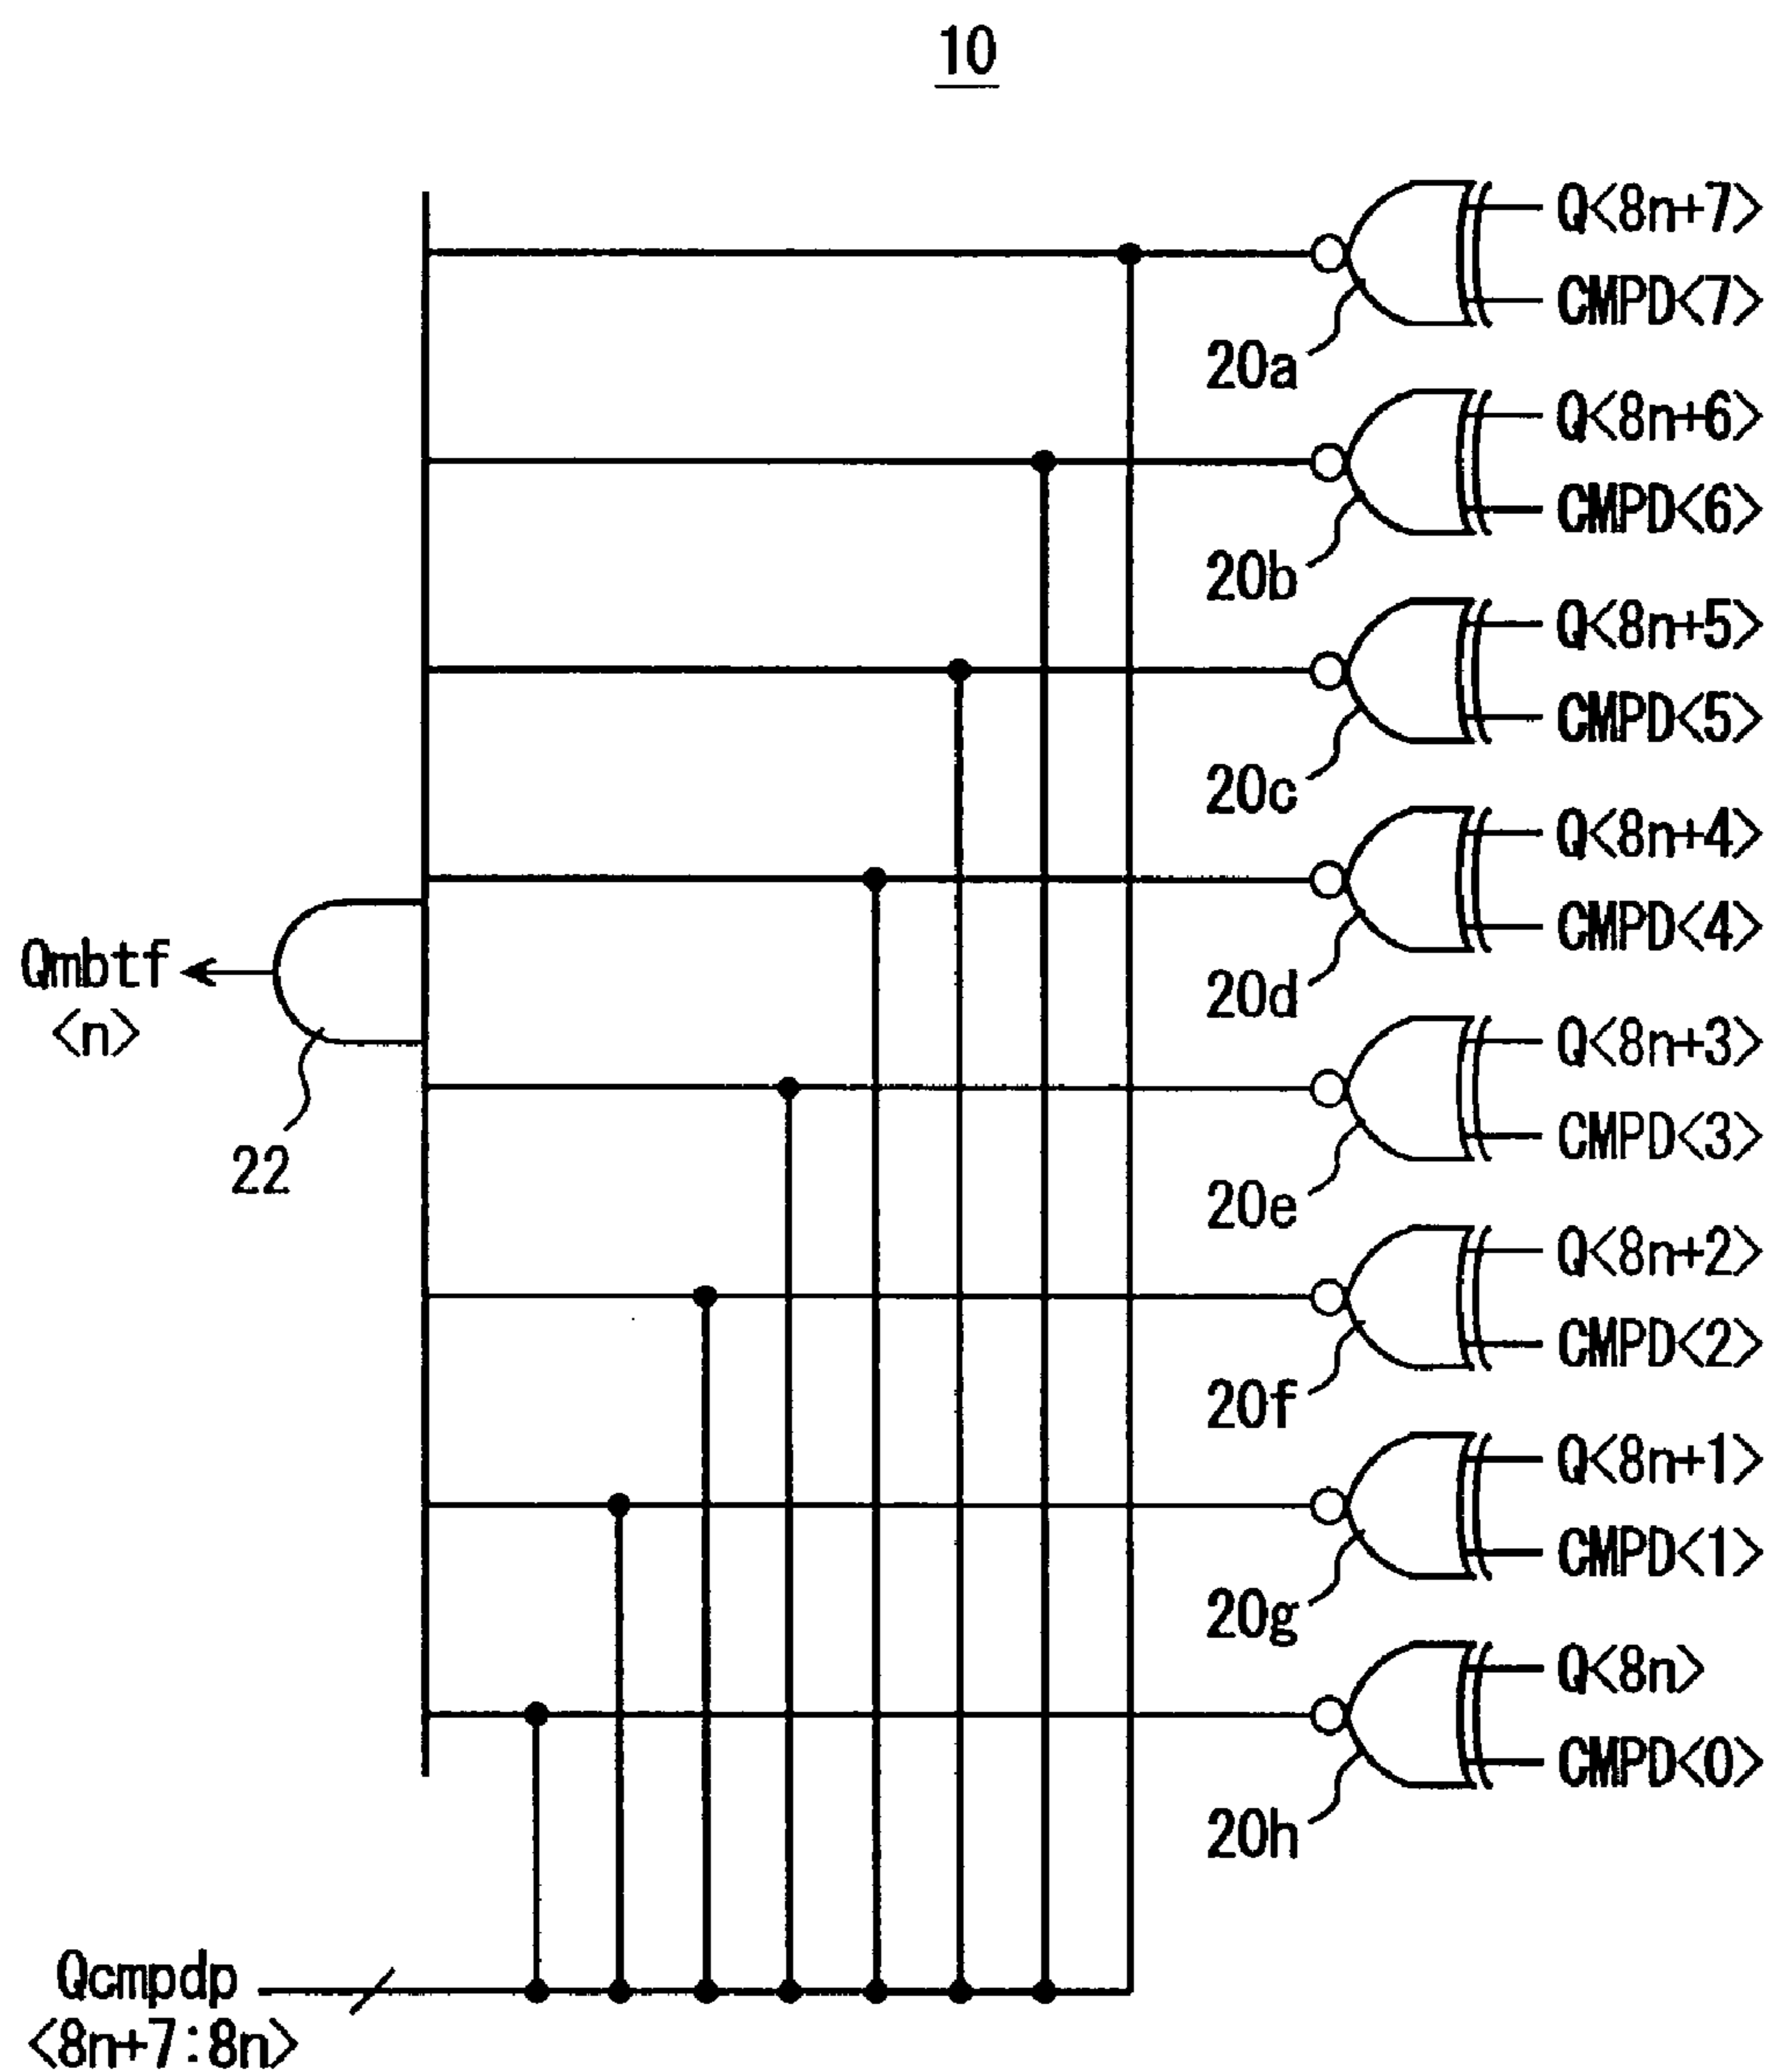 10
Q<8n+7>
CMPD<7>
20a
Q<8n+6>
CMPD<6>
20b
Q<8n+5>
CMPD<5>
20c
Q<8n+4>
CMPD<4>
20d
Qmbtf
<n>
22
Q<8n+3>
CMPD<3>
20e
Q<8n+2>
CMPD<2>
20f
Q<8n+1>
CMPD<1>
20g
Q<8n>
CMPD<0>
20h
Qcmpdp
<8n+7:8n>